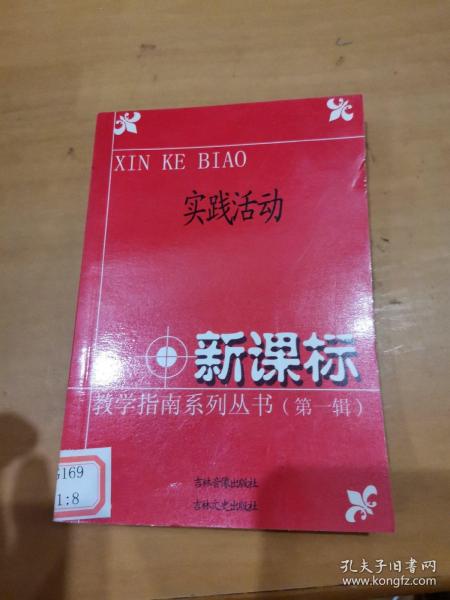 XIN KE BIAO
实践活动
新课标
教学指南系列丛书（第一辑）
吉林音像出版社
吉林文史出版社
G169
1:8
孔夫子旧书网
www.kongfz.com